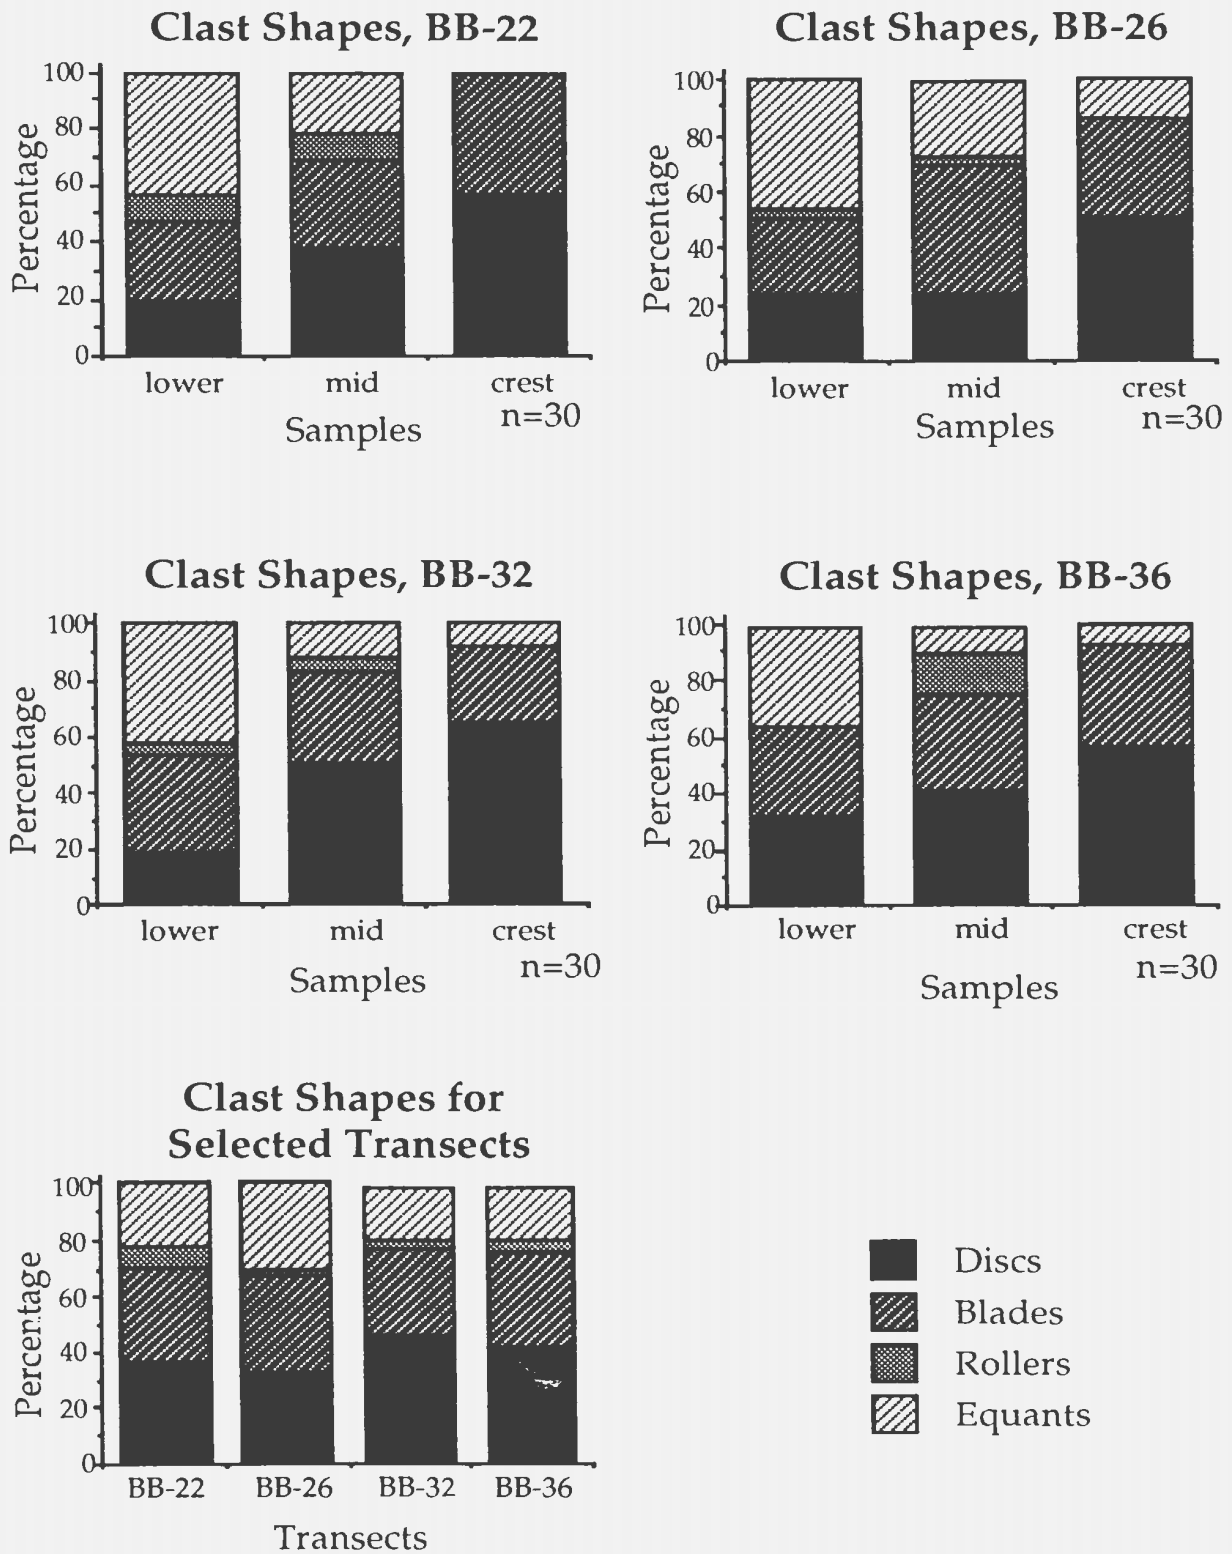 Clast Shapes, BB-22
Percentage
100
80
60
40
20
0
lower mid crest
n=30
Samples
Clast Shapes, BB-26
Percentage
100
80
60
40
20
0
lower mid crest
n=30
Samples
Clast Shapes, BB-32
Percentage
100
80
60
40
20
0
lower mid crest
n=30
Samples
Clast Shapes, BB-36
Percentage
100
80
60
40
20
0
lower mid crest
n=30
Samples
Clast Shapes for
Selected Transects
Percentage
100
80
60
40
20
0
BB-22 BB-26 BB-32 BB-36
Transects
Discs
Blades
Rollers
Equants